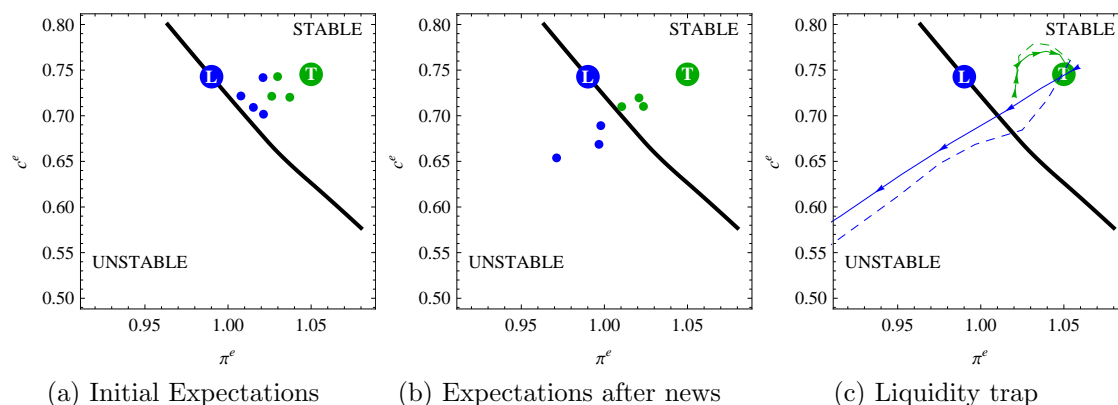 0.80
0.75
0.70
0.65
0.60
0.55
0.50
c^e
STABLE
L
T
UNSTABLE
0.95 1.00 1.05
π^e
(a) Initial Expectations
0.80
0.75
0.70
0.65
0.60
0.55
0.50
c^e
STABLE
L
T
UNSTABLE
0.95 1.00 1.05
π^e
(b) Expectations after news
0.80
0.75
0.70
0.65
0.60
0.55
0.50
c^e
STABLE
L
T
UNSTABLE
0.95 1.00 1.05
π^e
(c) Liquidity trap